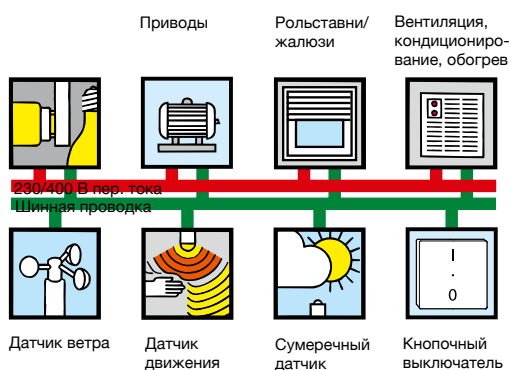 Приводы
Рольставни/
жалюзи
Вентиляция,
кондициониро-
вание, обогрев
230/400 В пер. тока
Шинная проводка
I
0
Датчик ветра
Датчик
движения
Сумеречный
датчик
Кнопочный
выключатель